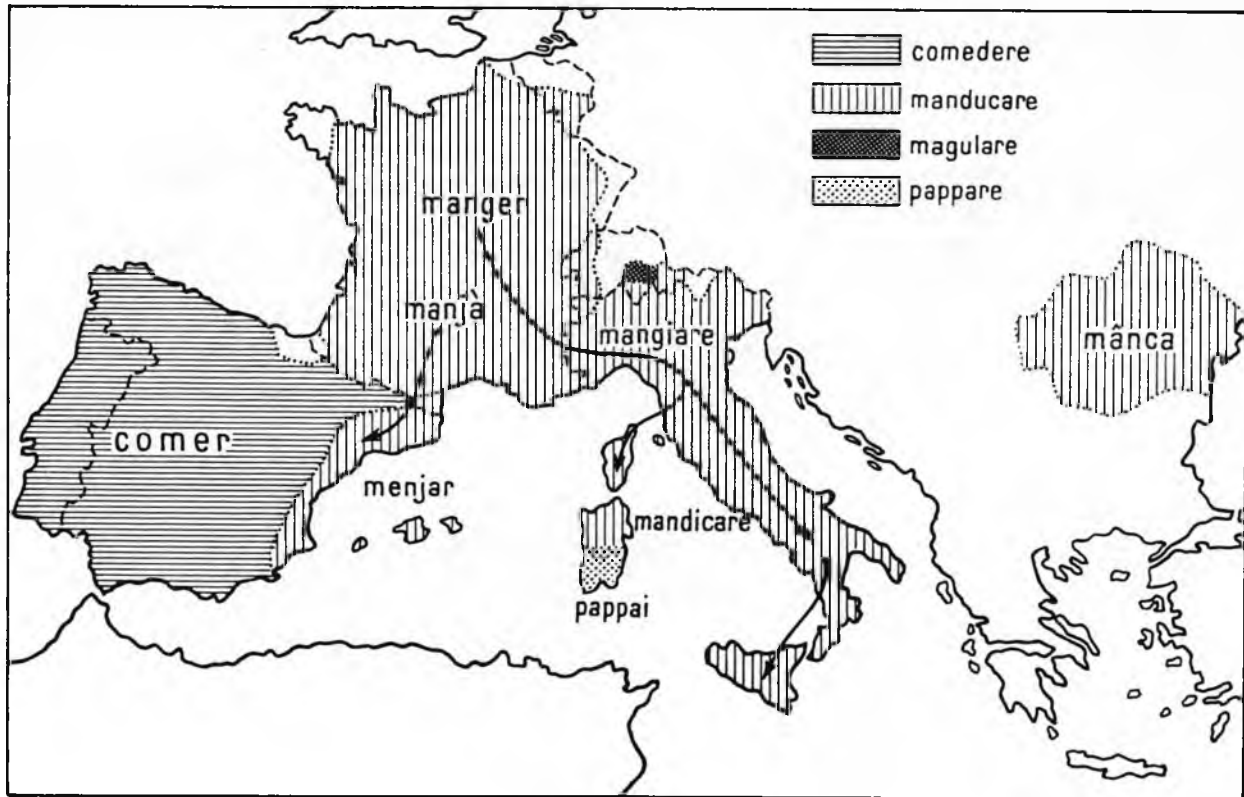 comedere
manducare
magulare
pappare
manger
manjà
mangiare
mânca
comer
menjar
mandicare
pappai